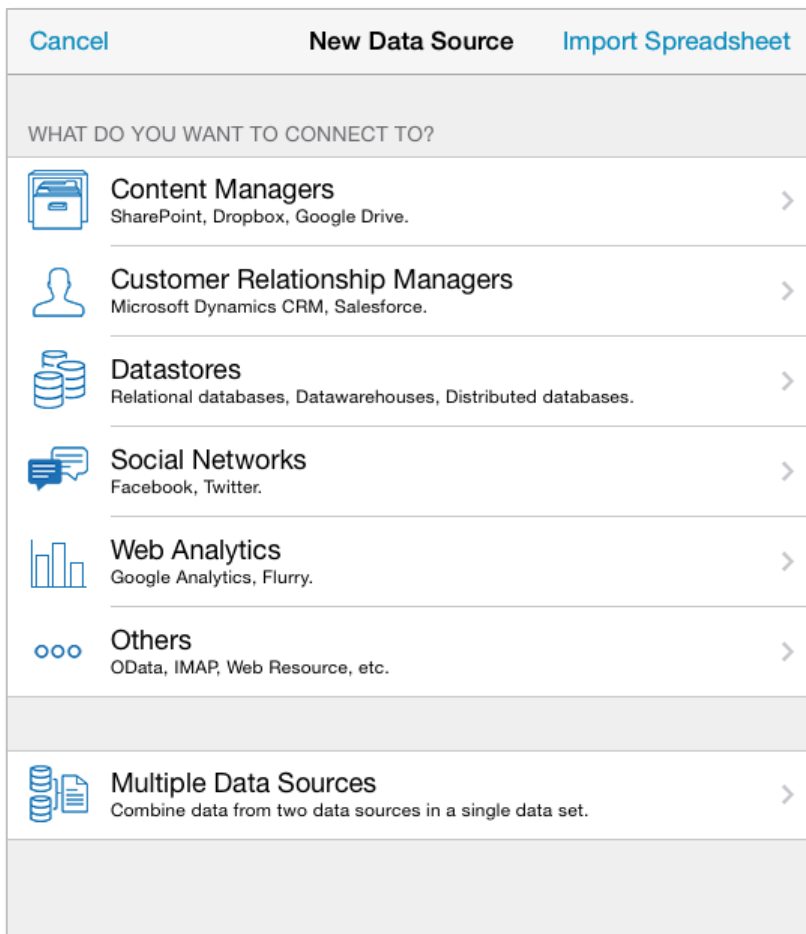 Cancel New Data Source Import Spreadsheet
WHAT DO YOU WANT TO CONNECT TO?
Content Managers
SharePoint, Dropbox, Google Drive.
Customer Relationship Managers
Microsoft Dynamics CRM, Salesforce.
Datastores
Relational databases, Datawarehouses, Distributed databases.
Social Networks
Facebook, Twitter.
Web Analytics
Google Analytics, Flurry.
Others
OData, IMAP, Web Resource, etc.
Multiple Data Sources
Combine data from two data sources in a single data set.